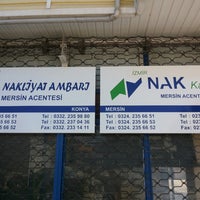 NAKLİYAT AMBARI
MERSİN ACENTESİ
KONYA
Tel : 0332. 235 98 80
Tel : 0332. 237 04 36
Fax : 0332. 235 14 11
İZMİR
NAK
MERSİN ACENT
MERSİN
Tel : 0324. 235 66 51
Tel : 0324. 235 66 53
Fax : 0324. 235 66 52